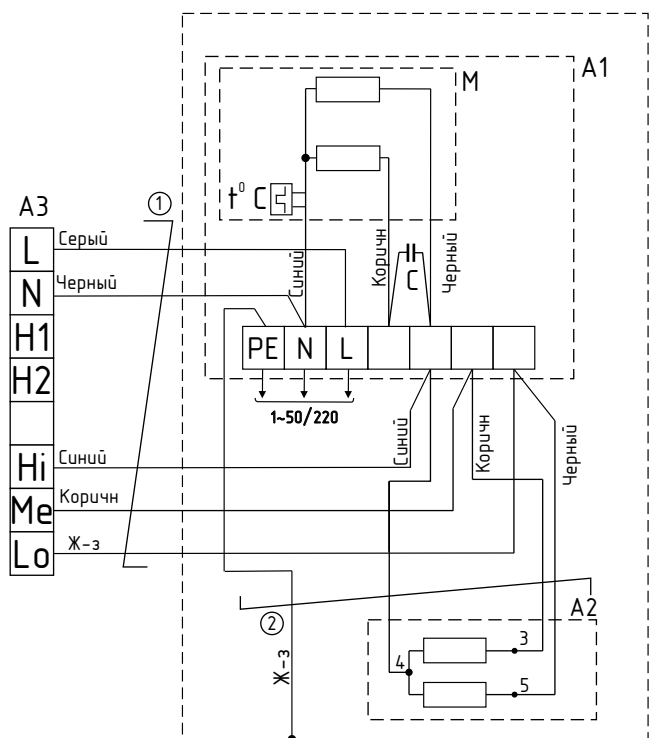 A1
M
t° C
A3
1
L
Серый
N
Черный
H1
H2
Hi
Синий
Me
Коричн
Lo
Ж-з
Синий
Коричн
C
Черный
PE
N
L
1~50/220
Синий
Коричн
Черный
2
Ж-з
A2
3
4
5